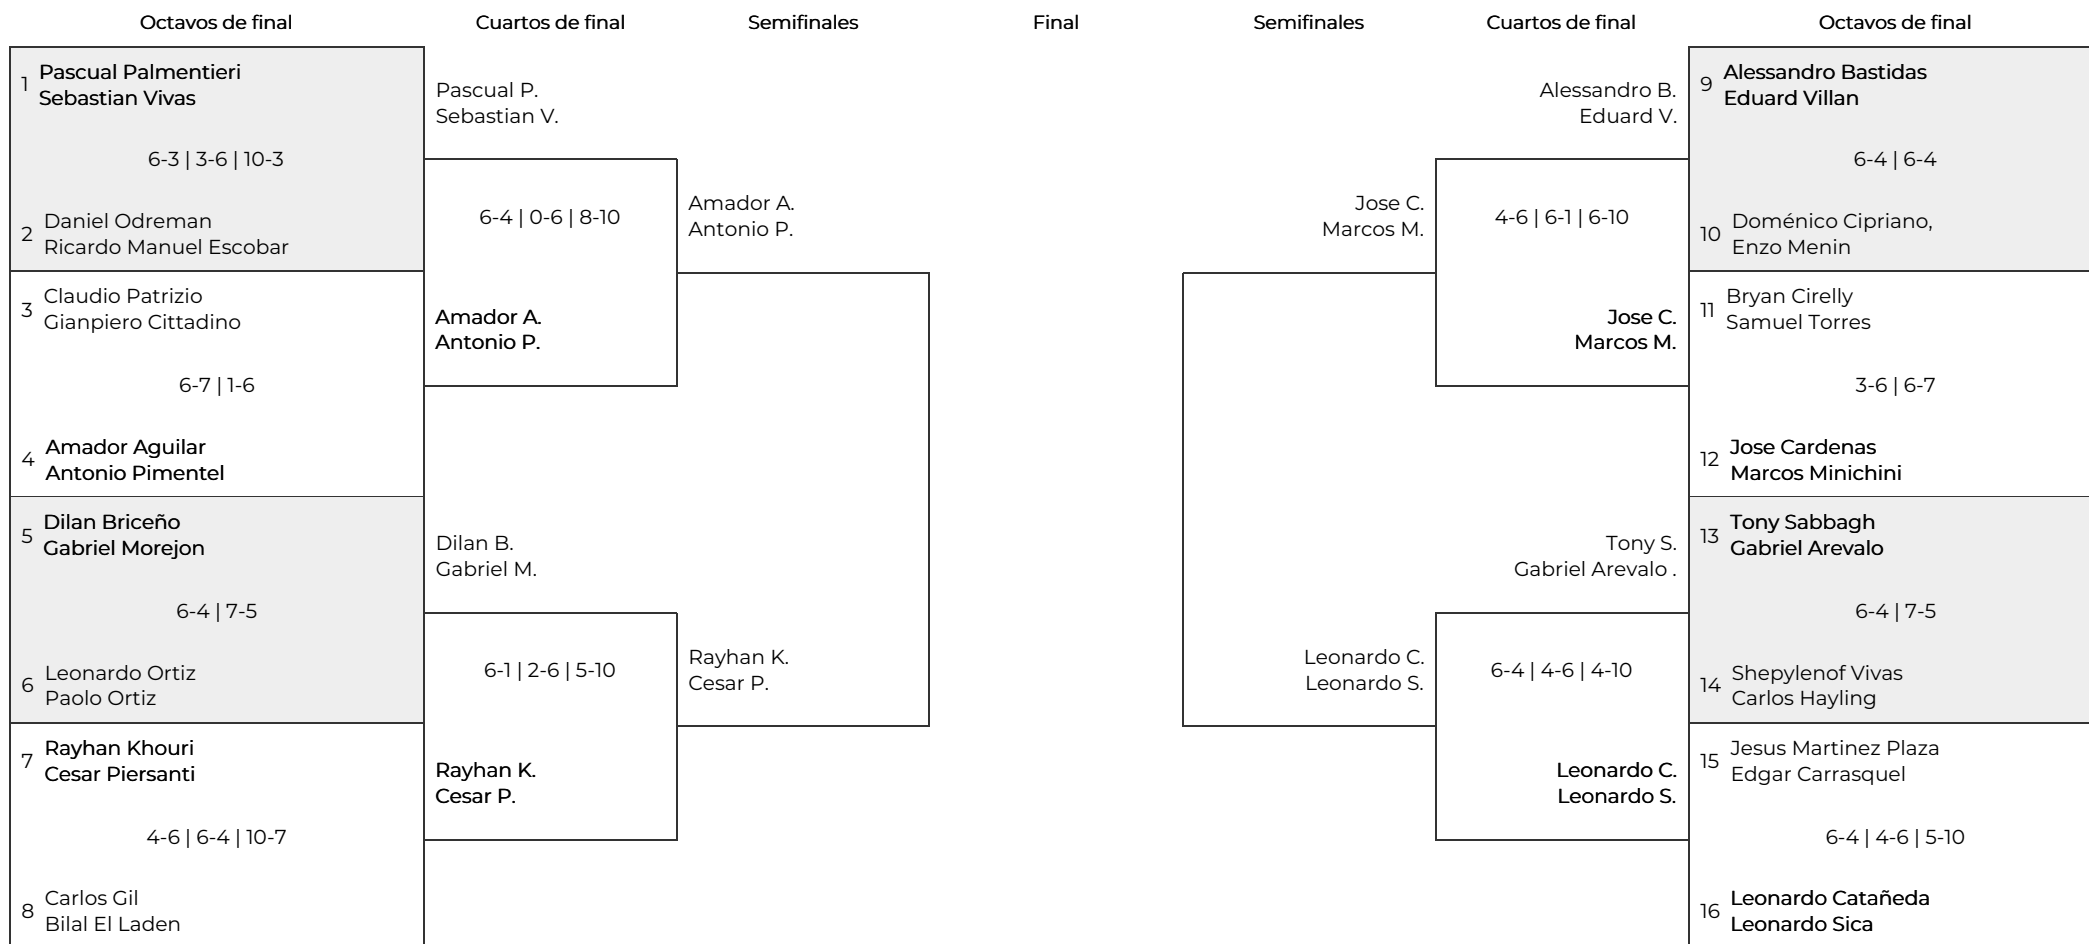 Octavos de final
Cuartos de final
Semifinales
Final
Semifinales
Cuartos de final
Octavos de final
1
Pascual Palmentieri
Sebastian Vivas
6-3 | 3-6 | 10-3
2
Daniel Odreman
Ricardo Manuel Escobar
3
Claudio Patrizio
Gianpiero Cittadino
6-7 | 1-6
4
Amador Aguilar
Antonio Pimentel
5
Dilan Briceño
Gabriel Morejon
6-4 | 7-5
6
Leonardo Ortiz
Paolo Ortiz
7
Rayhan Khouri
Cesar Piersanti
4-6 | 6-4 | 10-7
8
Carlos Gil
Bilal El Laden
Pascual P.
Sebastian V.
6-4 | 0-6 | 8-10
Amador A.
Antonio P.
Dilan B.
Gabriel M.
6-1 | 2-6 | 5-10
Rayhan K.
Cesar P.
Amador A.
Antonio P.
Rayhan K.
Cesar P.
Jose C.
Marcos M.
Leonardo C.
Leonardo S.
Alessandro B.
Eduard V.
4-6 | 6-1 | 6-10
Jose C.
Marcos M.
Tony S.
Gabriel Arevalo .
6-4 | 4-6 | 4-10
Leonardo C.
Leonardo S.
9
Alessandro Bastidas
Eduard Villan
6-4 | 6-4
10
Doménico Cipriano,
Enzo Menin
11
Bryan Cirelly
Samuel Torres
3-6 | 6-7
12
Jose Cardenas
Marcos Minichini
13
Tony Sabbagh
Gabriel Arevalo
6-4 | 7-5
14
Shepylenof Vivas
Carlos Hayling
15
Jesus Martinez Plaza
Edgar Carrasquel
6-4 | 4-6 | 5-10
16
Leonardo Catañeda
Leonardo Sica